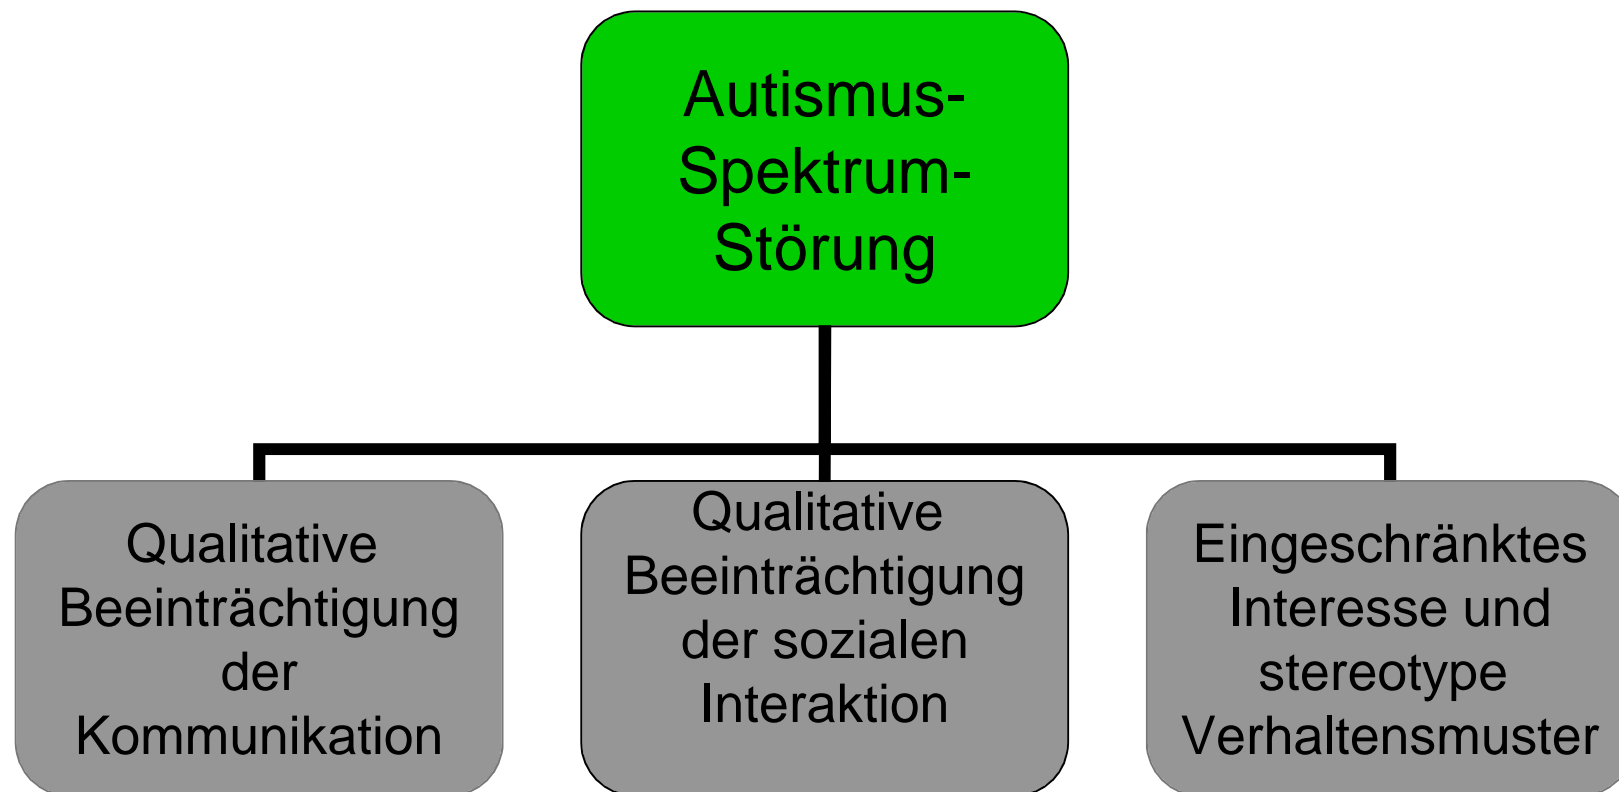 Autismus-
Spektrum-
Störung
Qualitative
Beeinträchtigung
der
Kommunikation
Qualitative
Beeinträchtigung
der sozialen
Interaktion
Eingeschränktes
Interesse und
stereotype
Verhaltensmuster